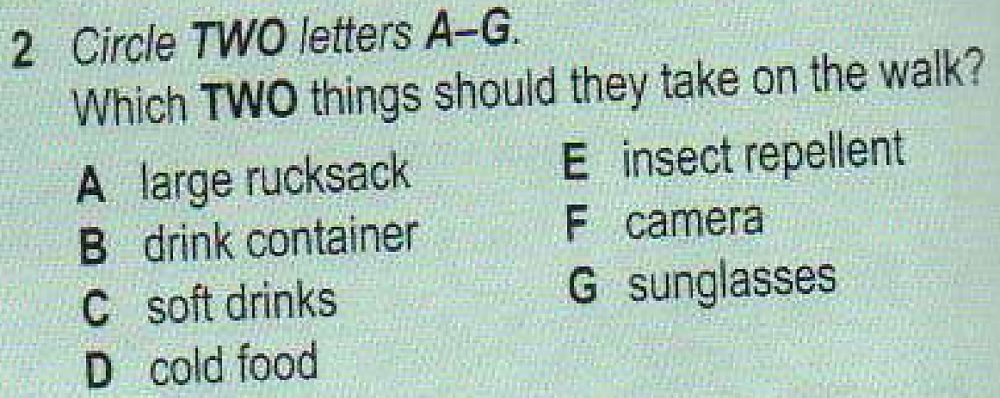 2 Circle TWO letters A–G.
Which TWO things should they take on the walk?
A large rucksack
B drink container
C soft drinks
D cold food
E insect repellent
F camera
G sunglasses